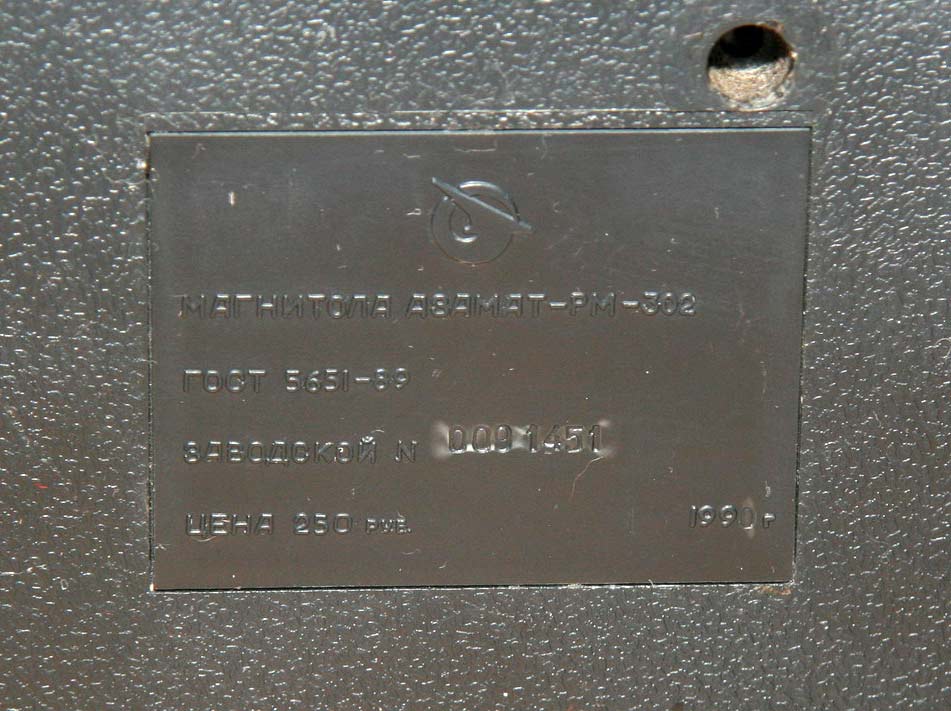 МАГНИТОЛА АЗАМАТ-РМ-302
ГОСТ 5651-89
ЗАВОДСКОЙ N 0091451
ЦЕНА 250 РУБ. 1990 г